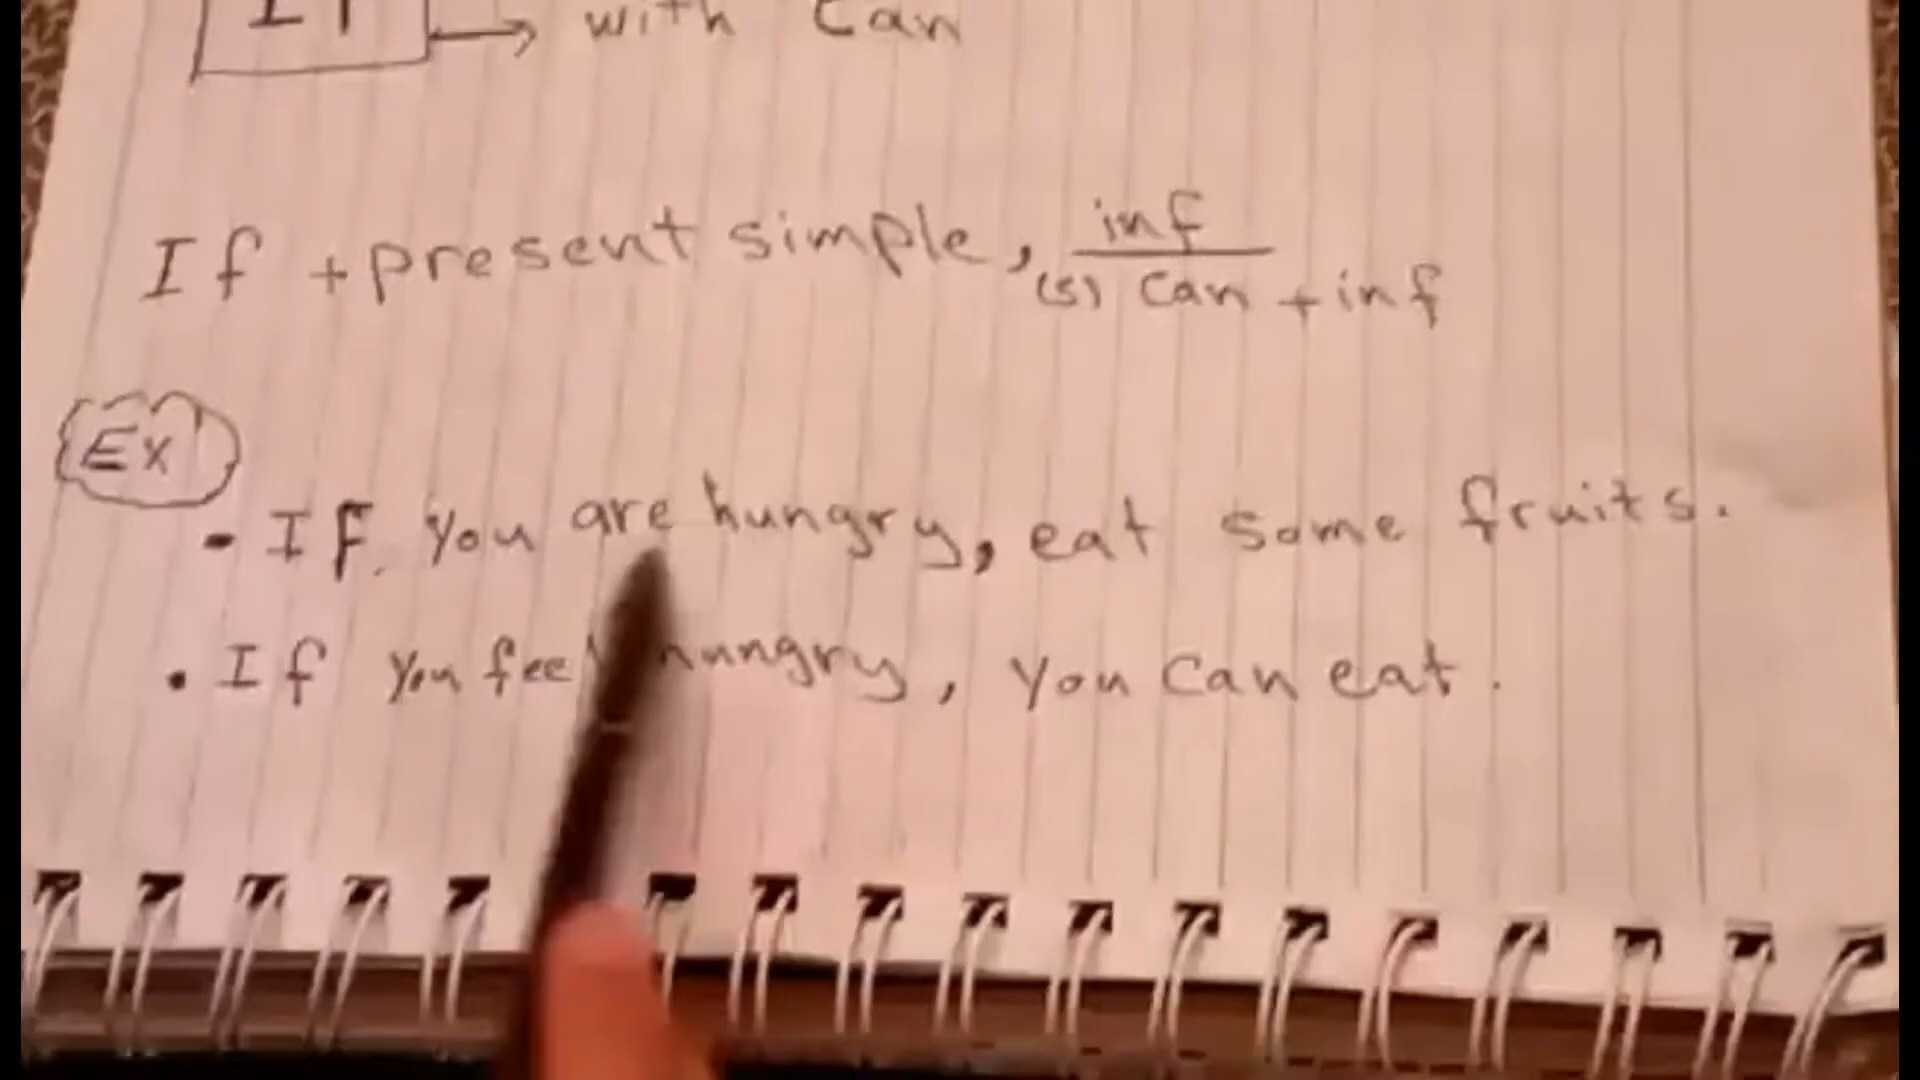 If → with can
If + present simple, inf
(s) can + inf
Ex
- IF you are hungry, eat some fruits.
. If you feel hungry, you can eat.